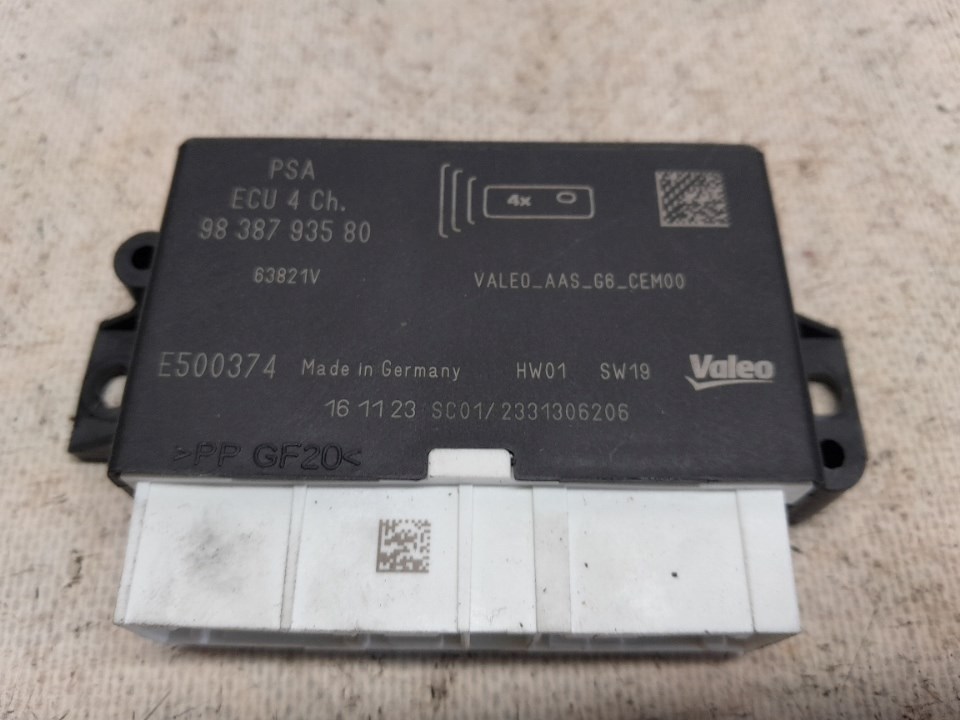 PSA
ECU 4 Ch.
98 387 935 80
4x
63821V
VALEO_AAS_G6_CEM00
E500374 Made in Germany HW01 SW19 Valeo
16 11 23 SC01/2331306206
>PP GF20<